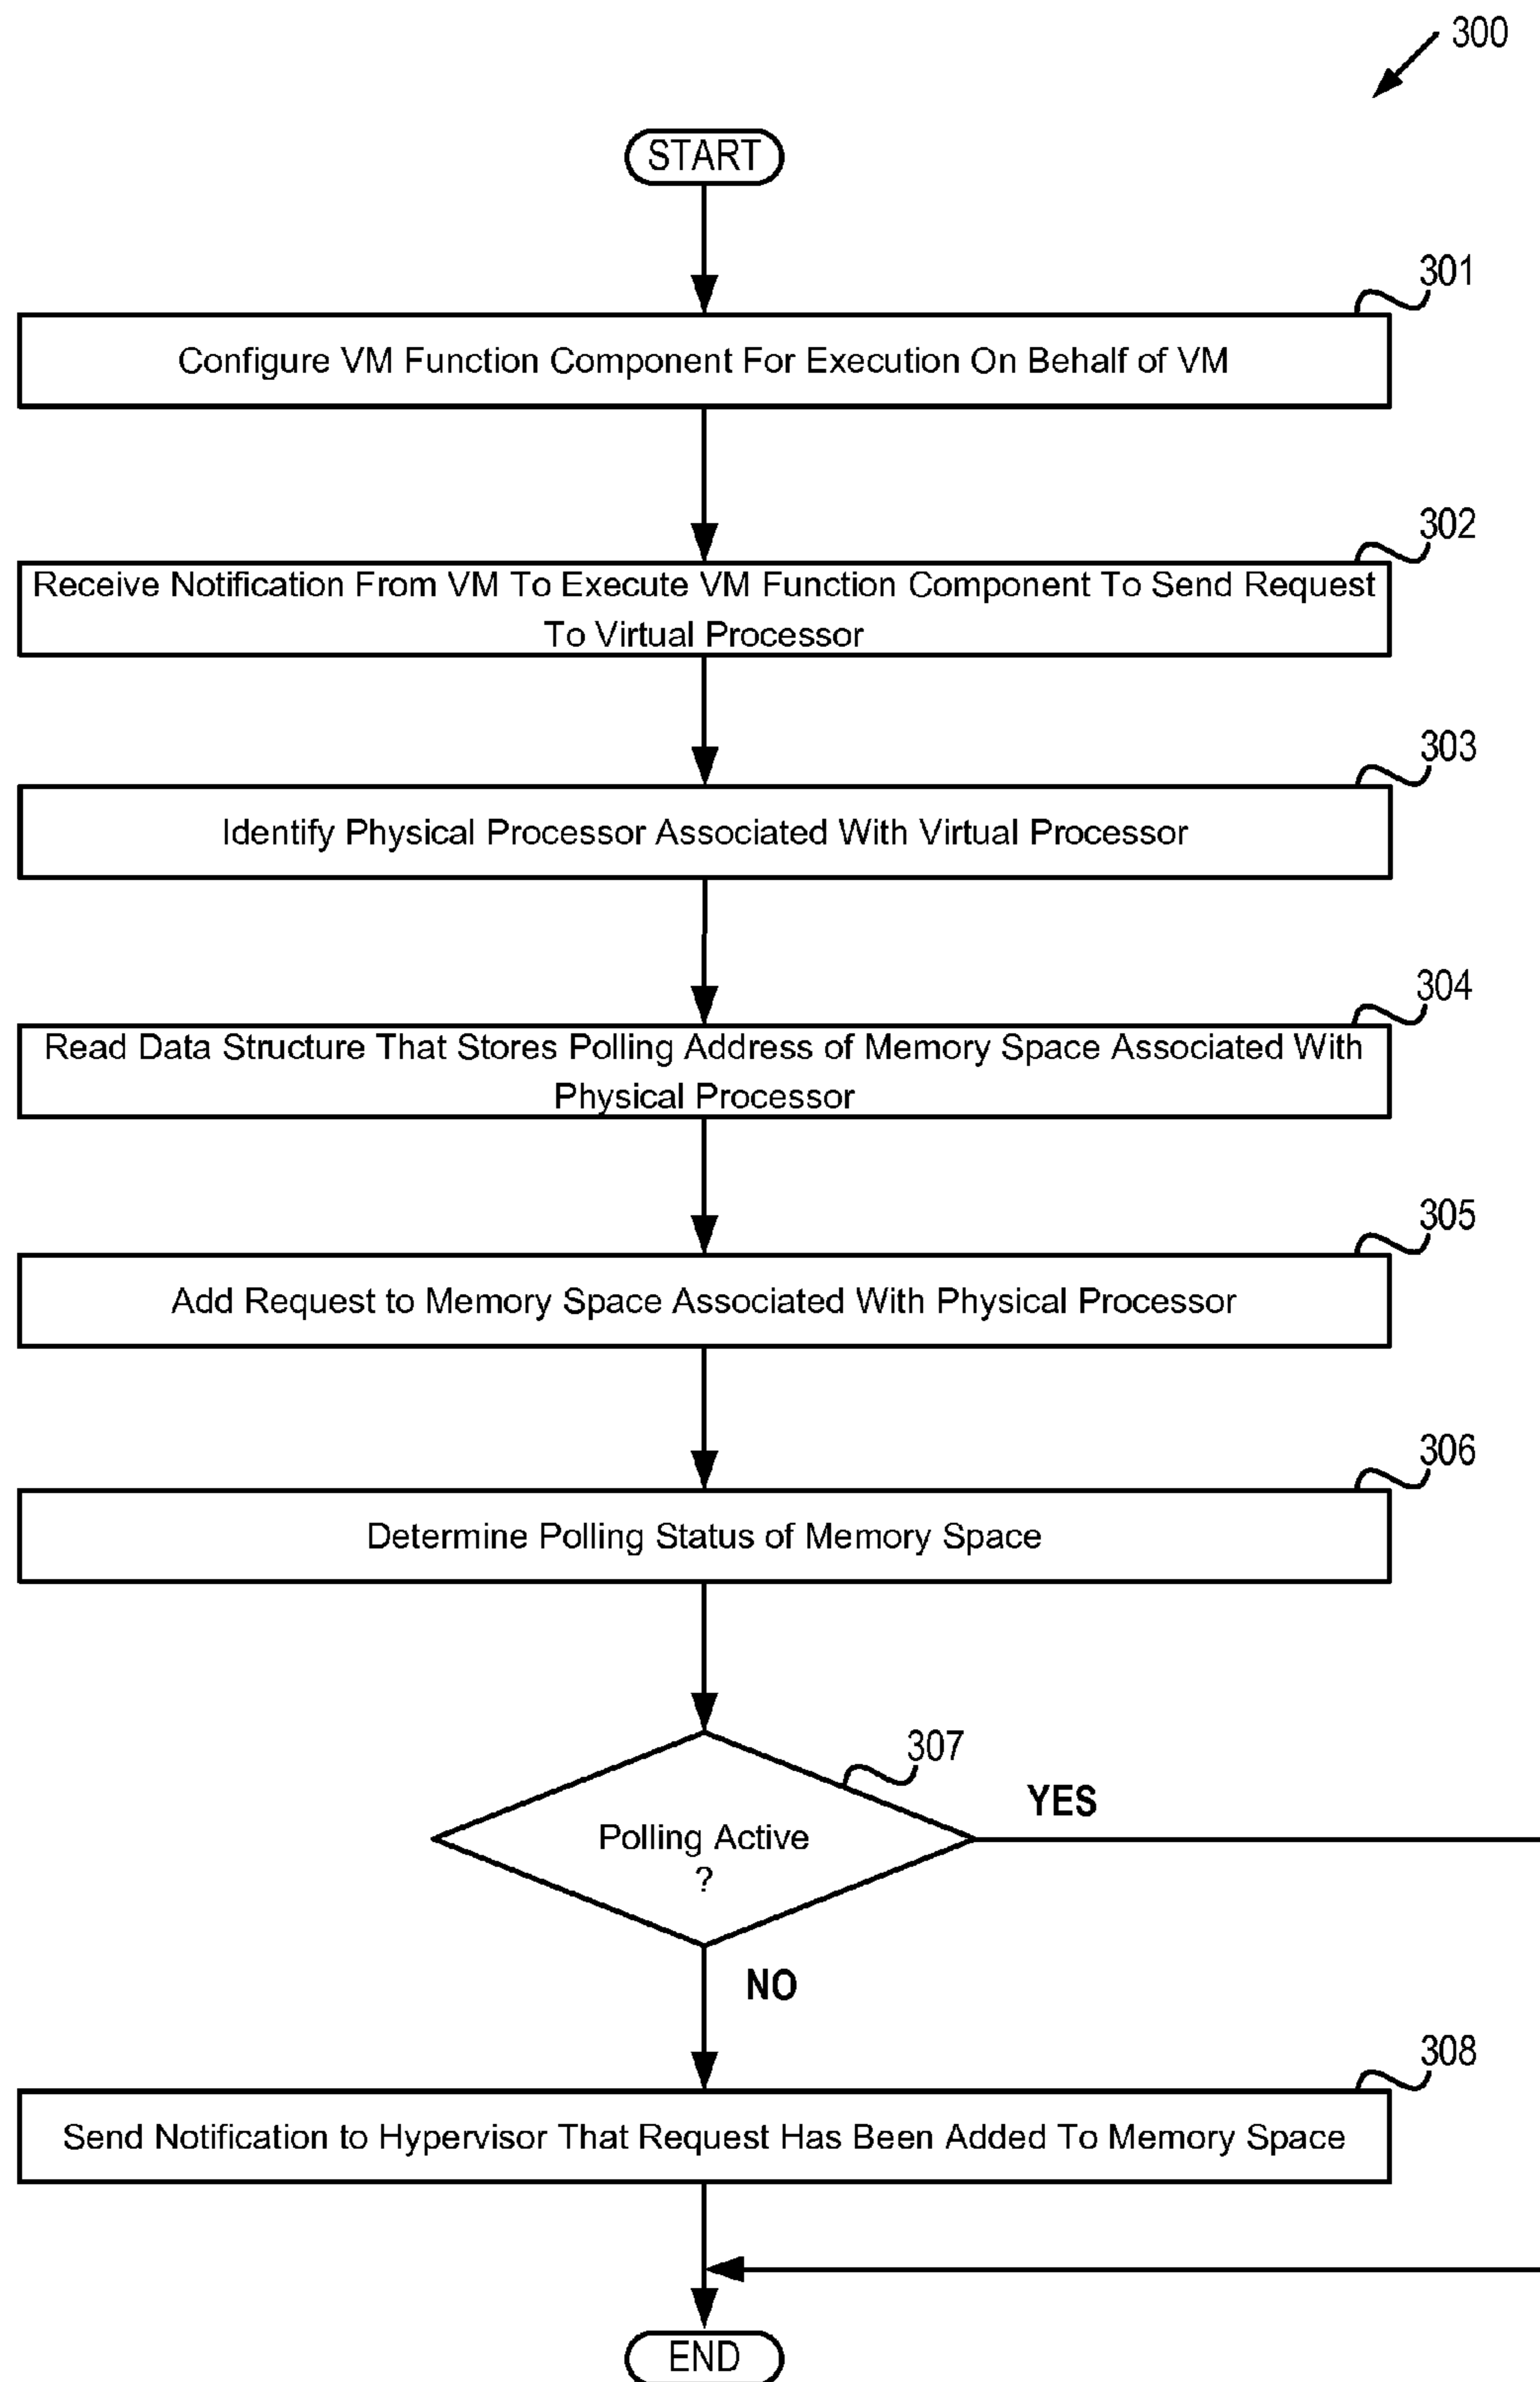 300
START
301
Configure VM Function Component For Execution On Behalf of VM
302
Receive Notification From VM To Execute VM Function Component To Send Request
To Virtual Processor
303
Identify Physical Processor Associated With Virtual Processor
304
Read Data Structure That Stores Polling Address of Memory Space Associated With
Physical Processor
305
Add Request to Memory Space Associated With Physical Processor
306
Determine Polling Status of Memory Space
307
YES
Polling Active
?
NO
308
Send Notification to Hypervisor That Request Has Been Added To Memory Space
END